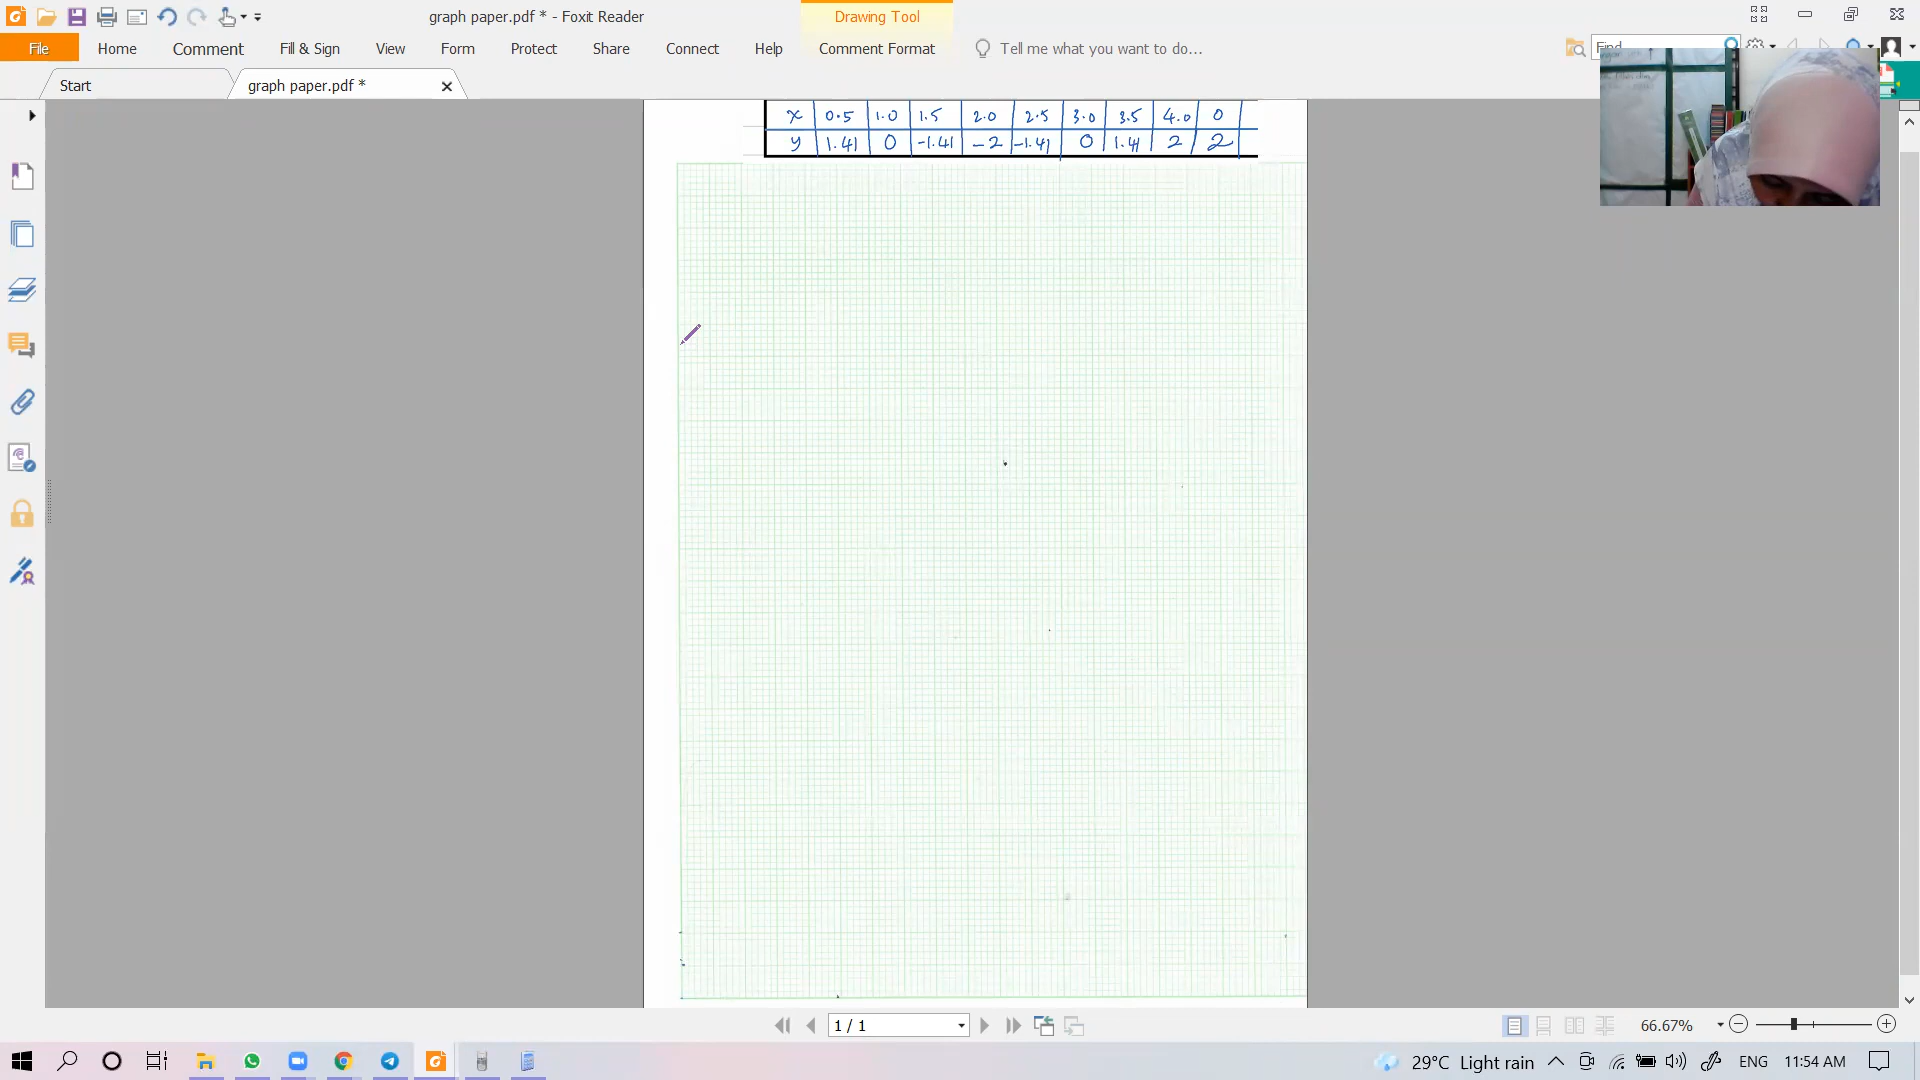 graph paper.pdf * - Foxit Reader
Drawing Tool
File Home Comment Fill & Sign View Form Protect Share Connect Help Comment Format Tell me what you want to do...
Find
Start graph paper.pdf *
x 0.5 1.0 1.5 2.0 2.5 3.0 3.5 4.0 0
y 1.41 0 -1.41 -2 -1.41 0 1.41 2 2
1 / 1
66.67%
29°C Light rain ENG 11:54 AM